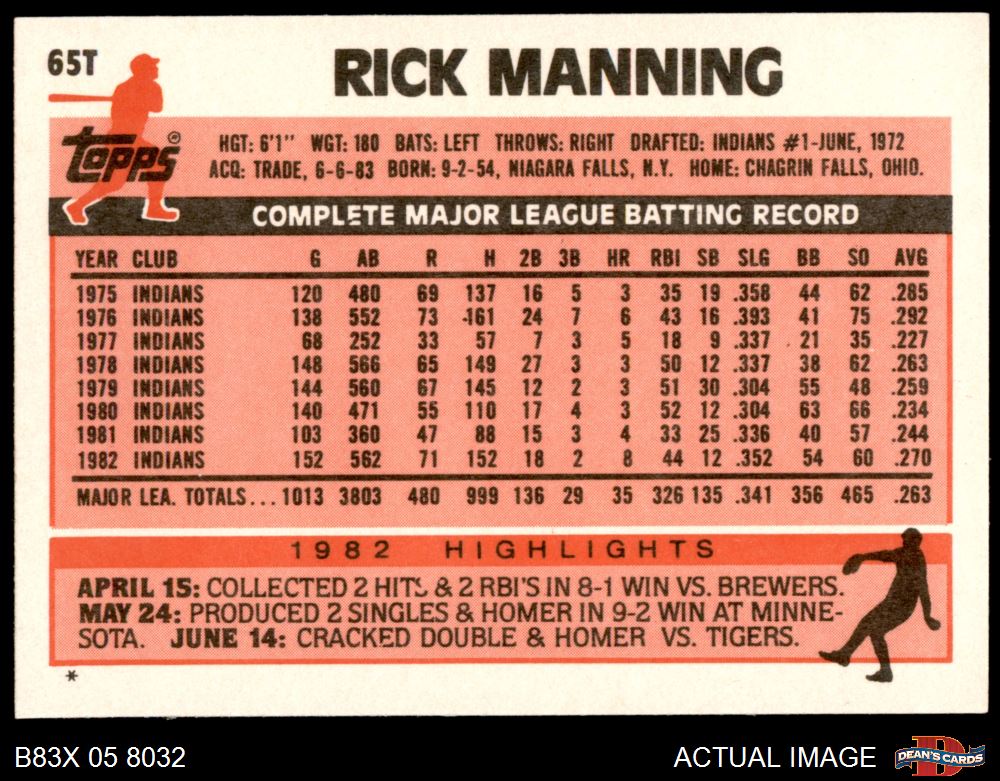 65T RICK MANNING
Topps®
HGT: 6'1" WGT: 180 BATS: LEFT THROWS: RIGHT DRAFTED: INDIANS #1-JUNE, 1972
ACQ: TRADE, 6-6-83 BORN: 9-2-54, NIAGARA FALLS, N.Y. HOME: CHAGRIN FALLS, OHIO.
COMPLETE MAJOR LEAGUE BATTING RECORD
YEAR CLUB G AB R H 2B 3B HR RBI SB SLG BB SO AVG
1975 INDIANS 120 480 69 137 16 5 3 35 19 .358 44 62 .285
1976 INDIANS 138 552 73 161 24 7 6 43 16 .393 41 75 .292
1977 INDIANS 68 252 33 57 7 3 5 18 9 .337 21 35 .227
1978 INDIANS 148 566 65 149 27 3 3 50 12 .337 38 62 .263
1979 INDIANS 144 560 67 145 12 2 3 51 30 .304 55 48 .259
1980 INDIANS 140 471 55 110 17 4 3 52 12 .304 63 66 .234
1981 INDIANS 103 360 47 88 15 3 4 33 25 .336 40 57 .244
1982 INDIANS 152 562 71 152 18 2 8 44 12 .352 54 60 .270
MAJOR LEA. TOTALS... 1013 3803 480 999 136 29 35 326 135 .341 356 465 .263
1982 HIGHLIGHTS
APRIL 15: COLLECTED 2 HITS & 2 RBI'S IN 8-1 WIN VS. BREWERS.
MAY 24: PRODUCED 2 SINGLES & HOMER IN 9-2 WIN AT MINNE-
SOTA. JUNE 14: CRACKED DOUBLE & HOMER VS. TIGERS.
*
B83X 05 8032 ACTUAL IMAGE D DEAN'S CARDS